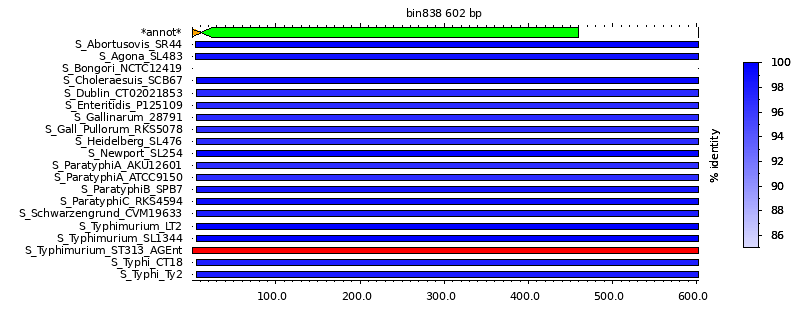 bin838 602 bp
*annot*
S_Abortusovis_SR44
S_Agona_SL483
S_Bongori_NCTC12419
S_Choleraesuis_SCB67
S_Dublin_CT02021853
S_Enteritidis_P125109
S_Gallinarum_28791
S_Gall_Pullorum_RKS5078
S_Heidelberg_SL476
S_Newport_SL254
S_ParatyphiA_AKU12601
S_ParatyphiA_ATCC9150
S_ParatyphiB_SPB7
S_ParatyphiC_RKS4594
S_Schwarzengrund_CVM19633
S_Typhimurium_LT2
S_Typhimurium_SL1344
S_Typhimurium_ST313_AGEnt
S_Typhi_CT18
S_Typhi_Ty2
100.0 200.0 300.0 400.0 500.0 600.0
% identity
100
98
96
94
92
90
88
86